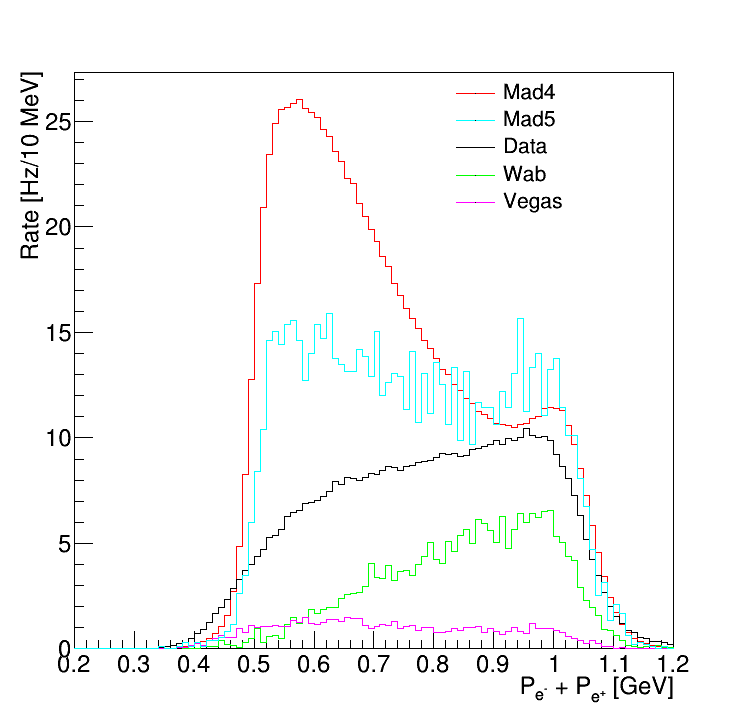 Rate [Hz/10 MeV]
Mad4
Mad5
Data
Wab
Vegas
25
20
15
10
5
0
0.2 0.3 0.4 0.5 0.6 0.7 0.8 0.9 1 1.1 1.2
P_e- + P_e+ [GeV]